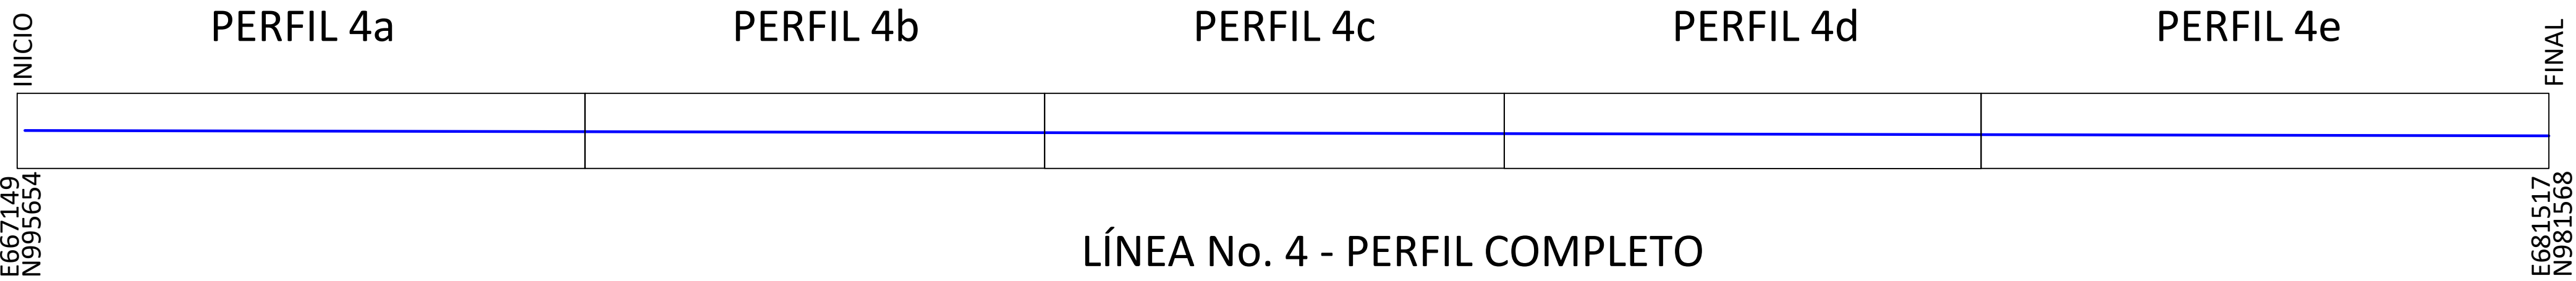 INICIO
PERFIL 4a
PERFIL 4b
PERFIL 4c
PERFIL 4d
PERFIL 4e
FINAL
E667149
N995654
E681517
N981568
LÍNEA No. 4 - PERFIL COMPLETO